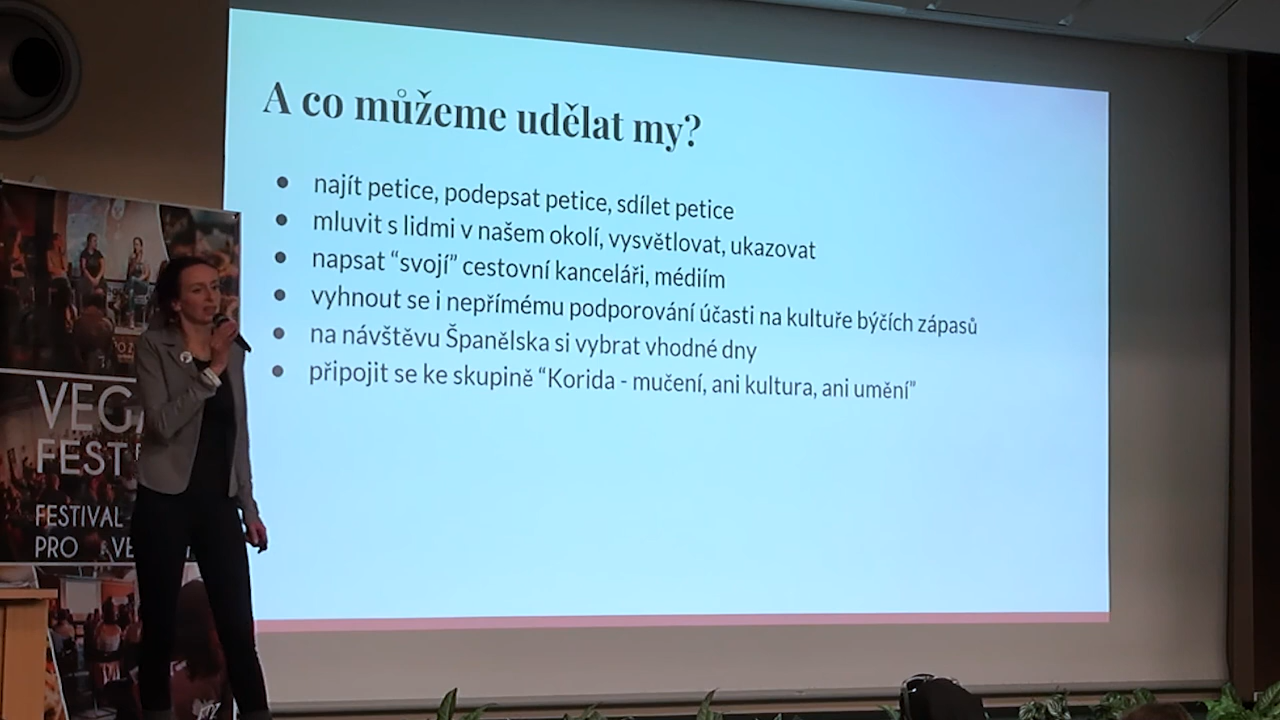 A co můžeme udělat my?
najít petice, podepsat petice, sdílet petice
mluvit s lidmi v našem okolí, vysvětlovat, ukazovat
napsat “svojí” cestovní kanceláři, médiím
vyhnout se i nepřímému podporování účasti na kultuře býčích zápasů
na návštěvu Španělska si vybrat vhodné dny
připojit se ke skupině “Korida - mučení, ani kultura, ani umění”
VEGA
FEST
FESTIVAL
PRO VE